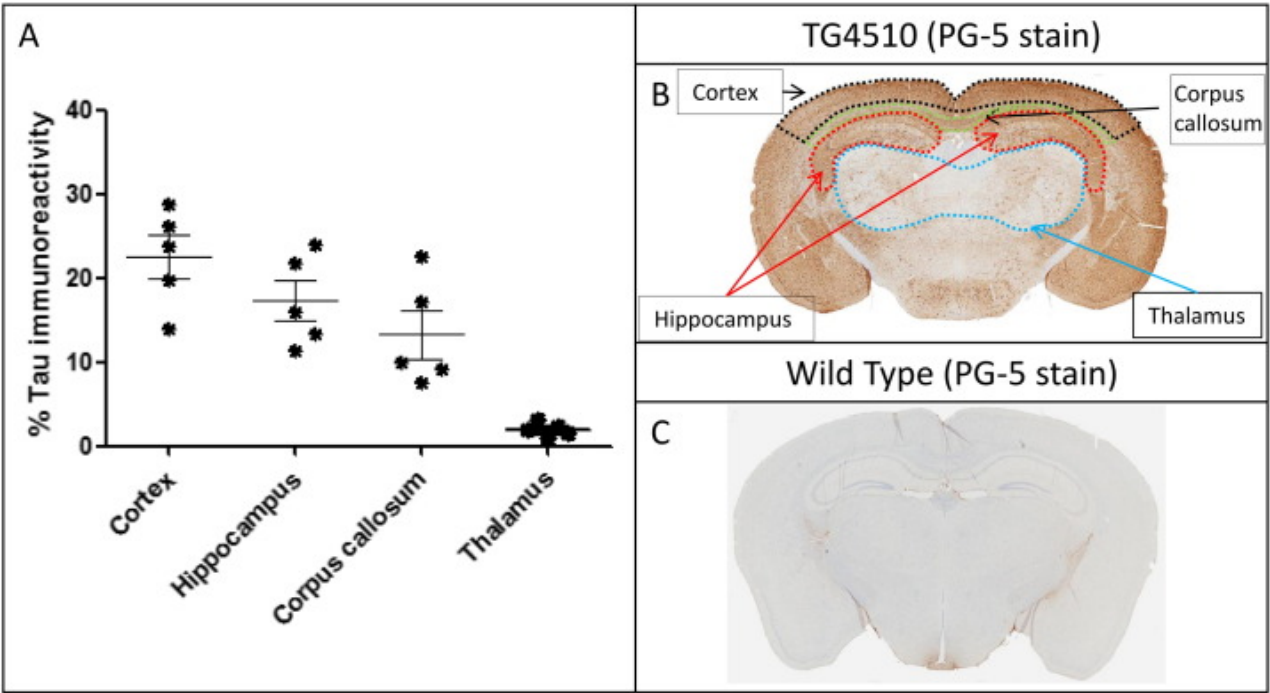 A
% Tau immunoreactivity
40
30
20
10
0
Cortex
Hippocampus
Corpus callosum
Thalamus
TG4510 (PG-5 stain)
B
Cortex
Corpus
callosum
Hippocampus
Thalamus
Wild Type (PG-5 stain)
C